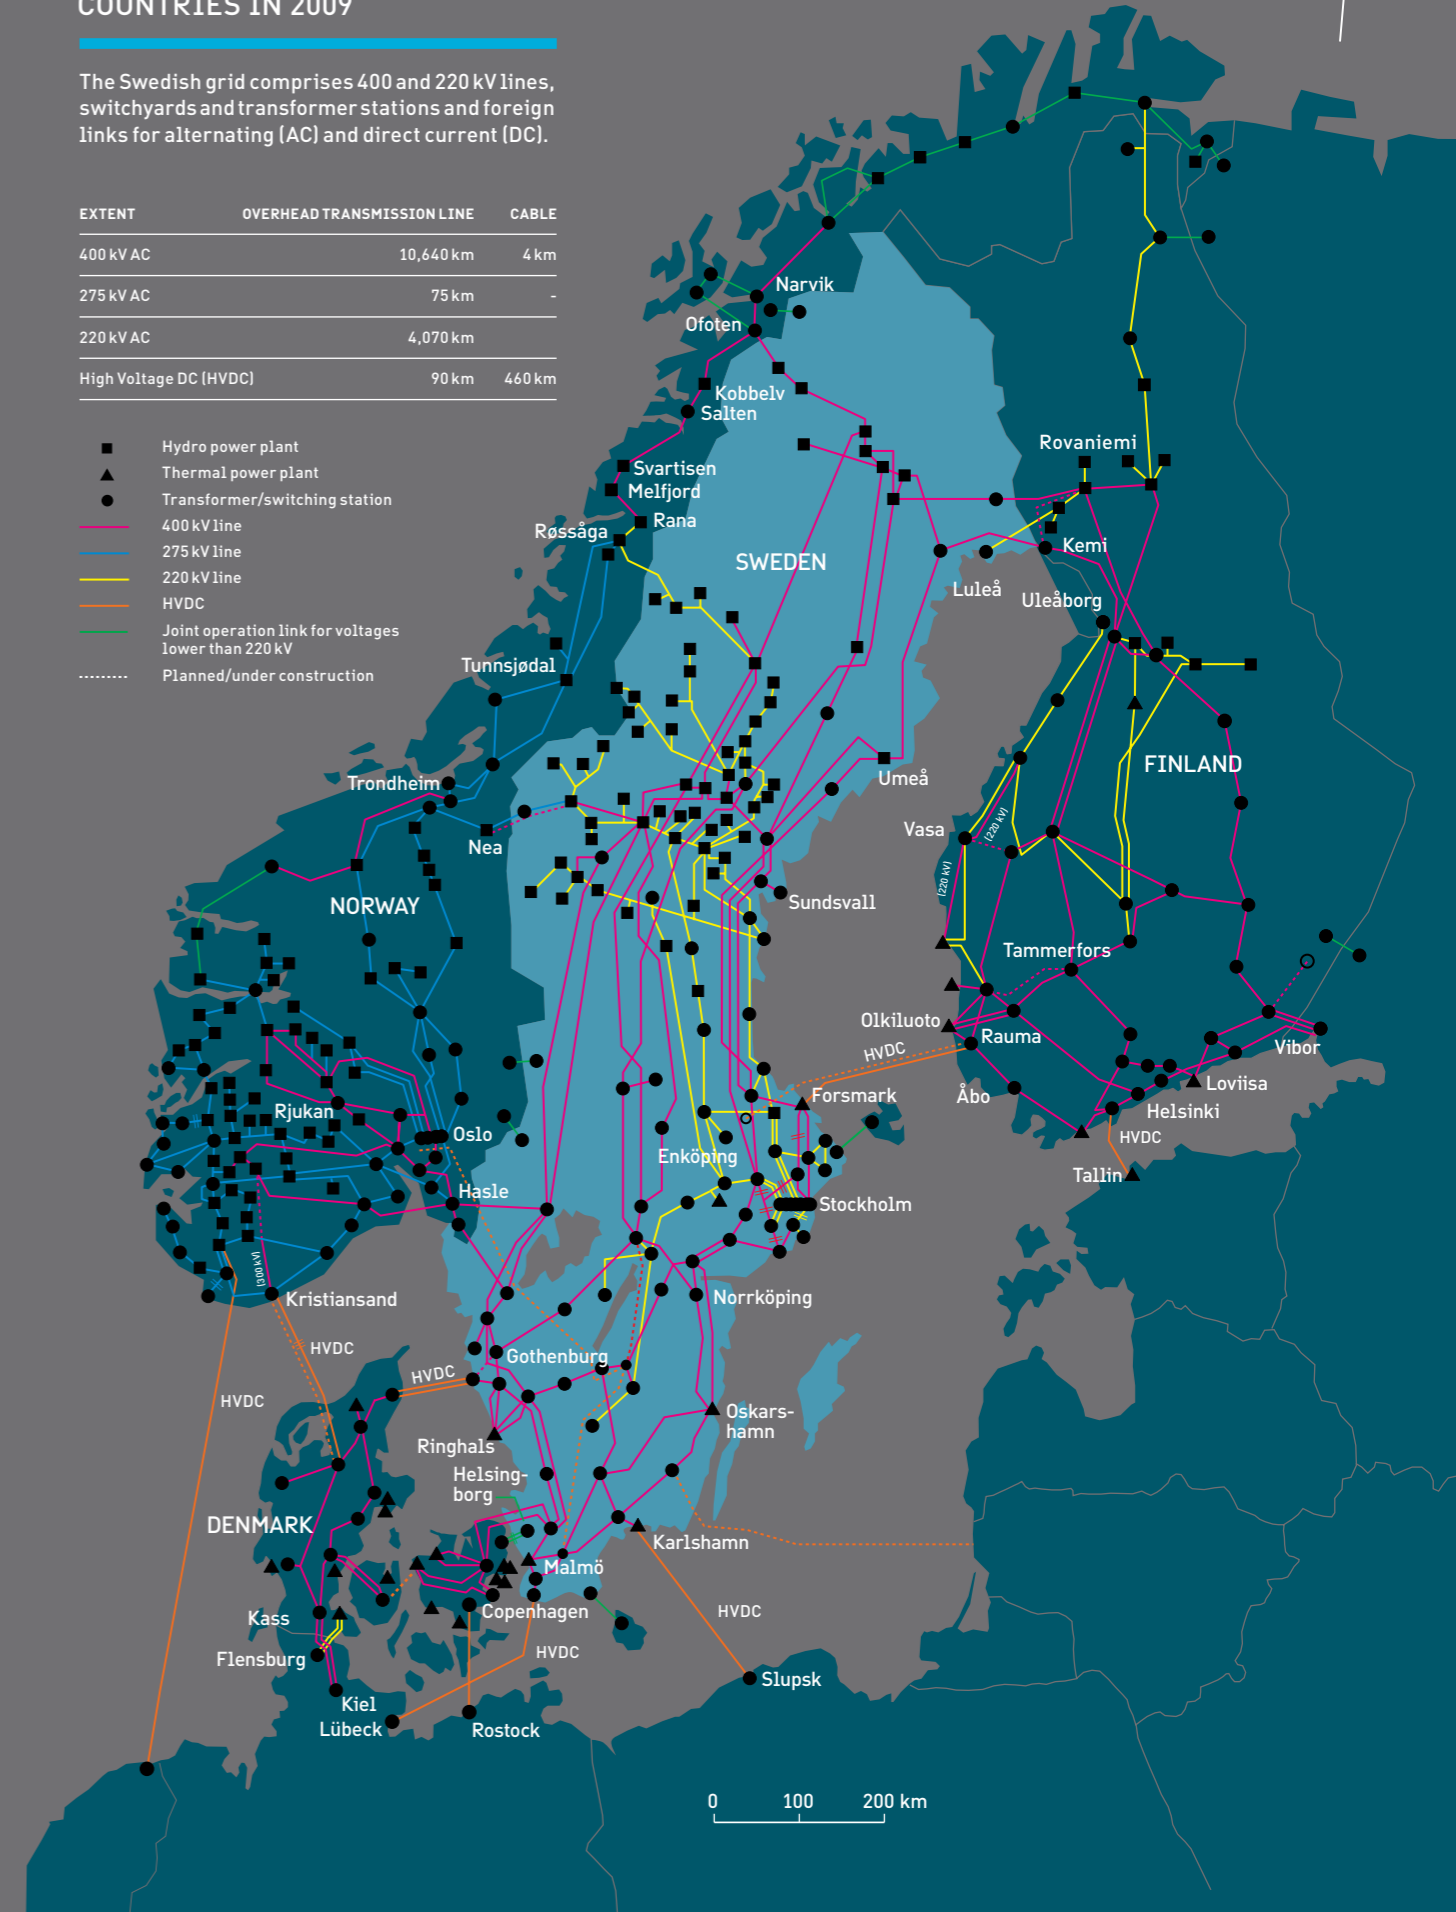 COUNTRIES IN 2009
The Swedish grid comprises 400 and 220 kV lines,
switchyards and transformer stations and foreign
links for alternating (AC) and direct current (DC).
EXTENT OVERHEAD TRANSMISSION LINE CABLE
400 kV AC 10,640 km 4 km
275 kV AC 75 km -
220 kV AC 4,070 km
High Voltage DC (HVDC) 90 km 460 km
Hydro power plant
Thermal power plant
Transformer/switching station
400 kV line
275 kV line
220 kV line
HVDC
Joint operation link for voltages
lower than 220 kV
Planned/under construction
Narvik
Ofoten
Kobbelv
Salten
Rovaniemi
Svartisen
Melfjord
Rana
Røssåga
Kemi
SWEDEN
Luleå
Uleåborg
Tunnsjødal
FINLAND
Trondheim
Umeå
(220 kV)
Vasa
Nea
(220 kV)
NORWAY
Sundsvall
Tammerfors
Olkiluoto
Rauma
Vibor
HVDC
Loviisa
Forsmark
Åbo
Rjukan
Helsinki
Oslo
HVDC
Enköping
Tallin
Hasle
Stockholm
(300 kV)
Kristiansand
Norrköping
HVDC
Gothenburg
HVDC
HVDC
Oskars-
hamn
Ringhals
Helsing-
borg
DENMARK
Karlshamn
Malmö
Copenhagen
HVDC
Kass
HVDC
Flensburg
Slupsk
Kiel
Lübeck
Rostock
0 100 200 km